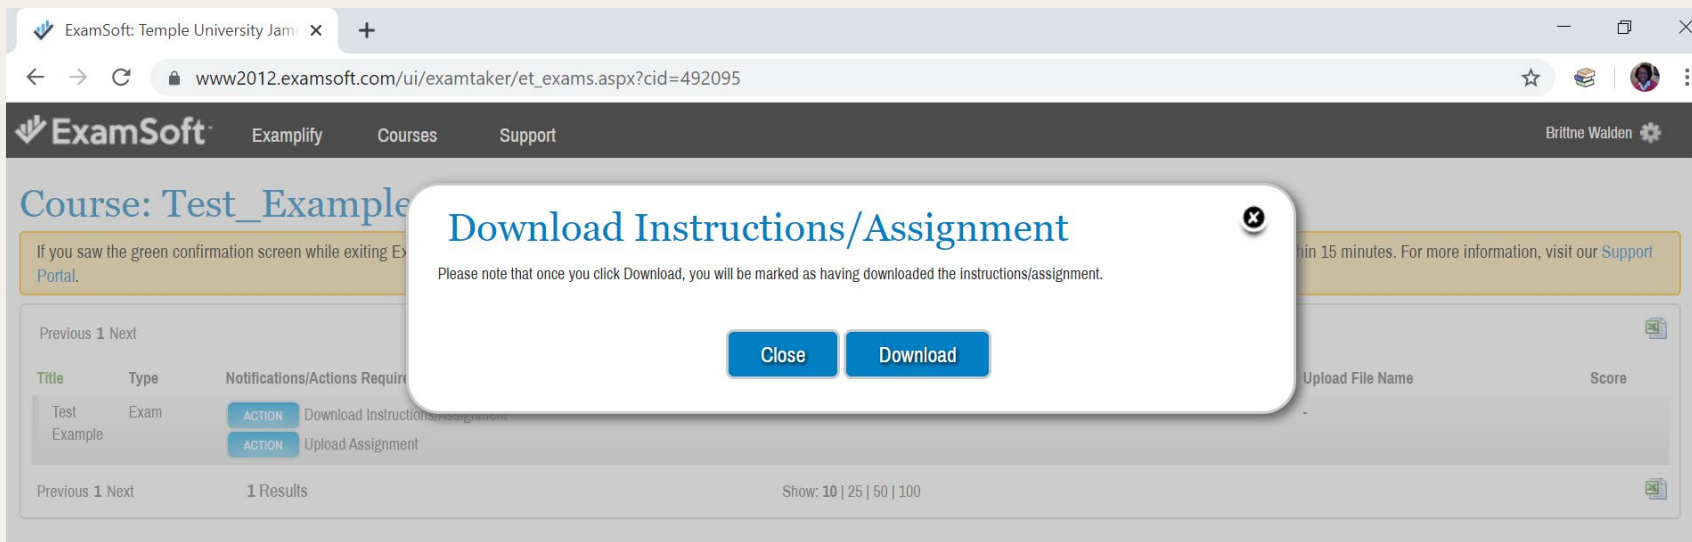 ExamSoft: Temple University Jam
www2012.examsoft.com/ui/examtaker/et_exams.aspx?cid=492095
ExamSoft Examplify Courses Support Brittne Walden
Course: Test_Example
Download Instructions/Assignment
If you saw the green confirmation screen while exiting Ex
hin 15 minutes. For more information, visit our Support
Portal.
Please note that once you click Download, you will be marked as having downloaded the instructions/assignment.
Previous 1 Next
Close Download
Title Type Notifications/Actions Require Upload File Name Score
Test Exam ACTION Download Instructions/Assignment -
Example
ACTION Upload Assignment
Previous 1 Next 1 Results Show: 10 | 25 | 50 | 100